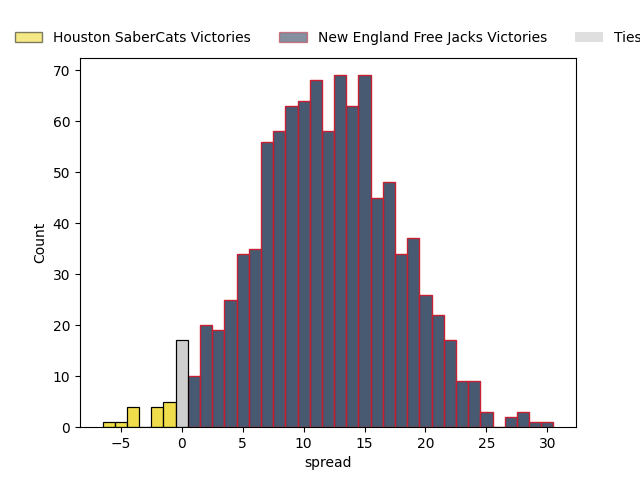 Houston SaberCats Victories New England Free Jacks Victories Ties
70
60
50
40
30
20
10
0
Count
−5 0 5 10 15 20 25 30
spread